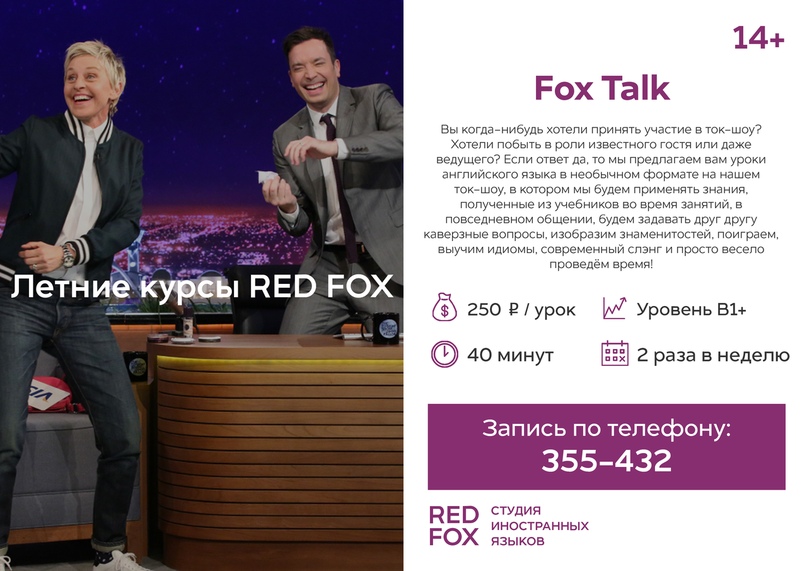 Летние курсы RED FOX
14+
Fox Talk
Вы когда-нибудь хотели принять участие в ток-шоу?
Хотели побыть в роли известного гостя или даже
ведущего? Если ответ да, то мы предлагаем вам уроки
английского языка в необычном формате на нашем
ток-шоу, в котором мы будем применять знания,
полученные из учебников во время занятий, в
повседневном общении, будем задавать друг другу
каверзные вопросы, изобразим знаменитостей, поиграем,
выучим идиомы, современный слэнг и просто весело
проведём время!
250 ₽ / урок
Уровень B1+
40 минут
2 раза в неделю
Запись по телефону:
355-432
RED
FOX
СТУДИЯ
ИНОСТРАННЫХ
ЯЗЫКОВ